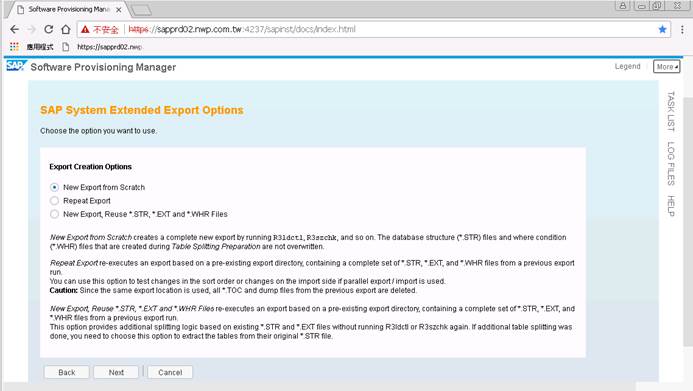 Software Provisioning Mana
不安全 | https://sapprd02.nwp.com.tw:4237/sapinst/docs/index.html
應用程式 https://sapprd02.nwp
SAP Software Provisioning Manager
Legend More
TASK LIST
LOG FILES
HELP
SAP System Extended Export Options
Choose the option you want to use.
Export Creation Options
New Export from Scratch
Repeat Export
New Export, Reuse *.STR, *.EXT and *.WHR Files
New Export from Scratch creates a complete new export by running R3ldctl, R3szchk, and so on. The database structure (*.STR) files and where condition
(*.WHR) files that are created during Table Splitting Preparation are not overwritten.
Repeat Export re-executes an export based on a pre-existing export directory, containing a complete set of *.STR, *.EXT, and *.WHR files from a previous export
run.
You can use this option to test changes in the sort order or changes on the import side if parallel export / import is used.
Caution: Since the same export location is used, all *.TOC and dump files from the previous export are deleted.
New Export, Reuse *.STR, *.EXT and *.WHR Files re-executes an export based on a pre-existing export directory, containing a complete set of *.STR, *.EXT, and
*.WHR files from a previous export run.
This option provides additional splitting logic based on existing *.STR and *.EXT files without running R3ldctl or R3szchk again. If additional table splitting was
done, you need to choose this option to extract the tables from their original *.STR file.
Back Next Cancel